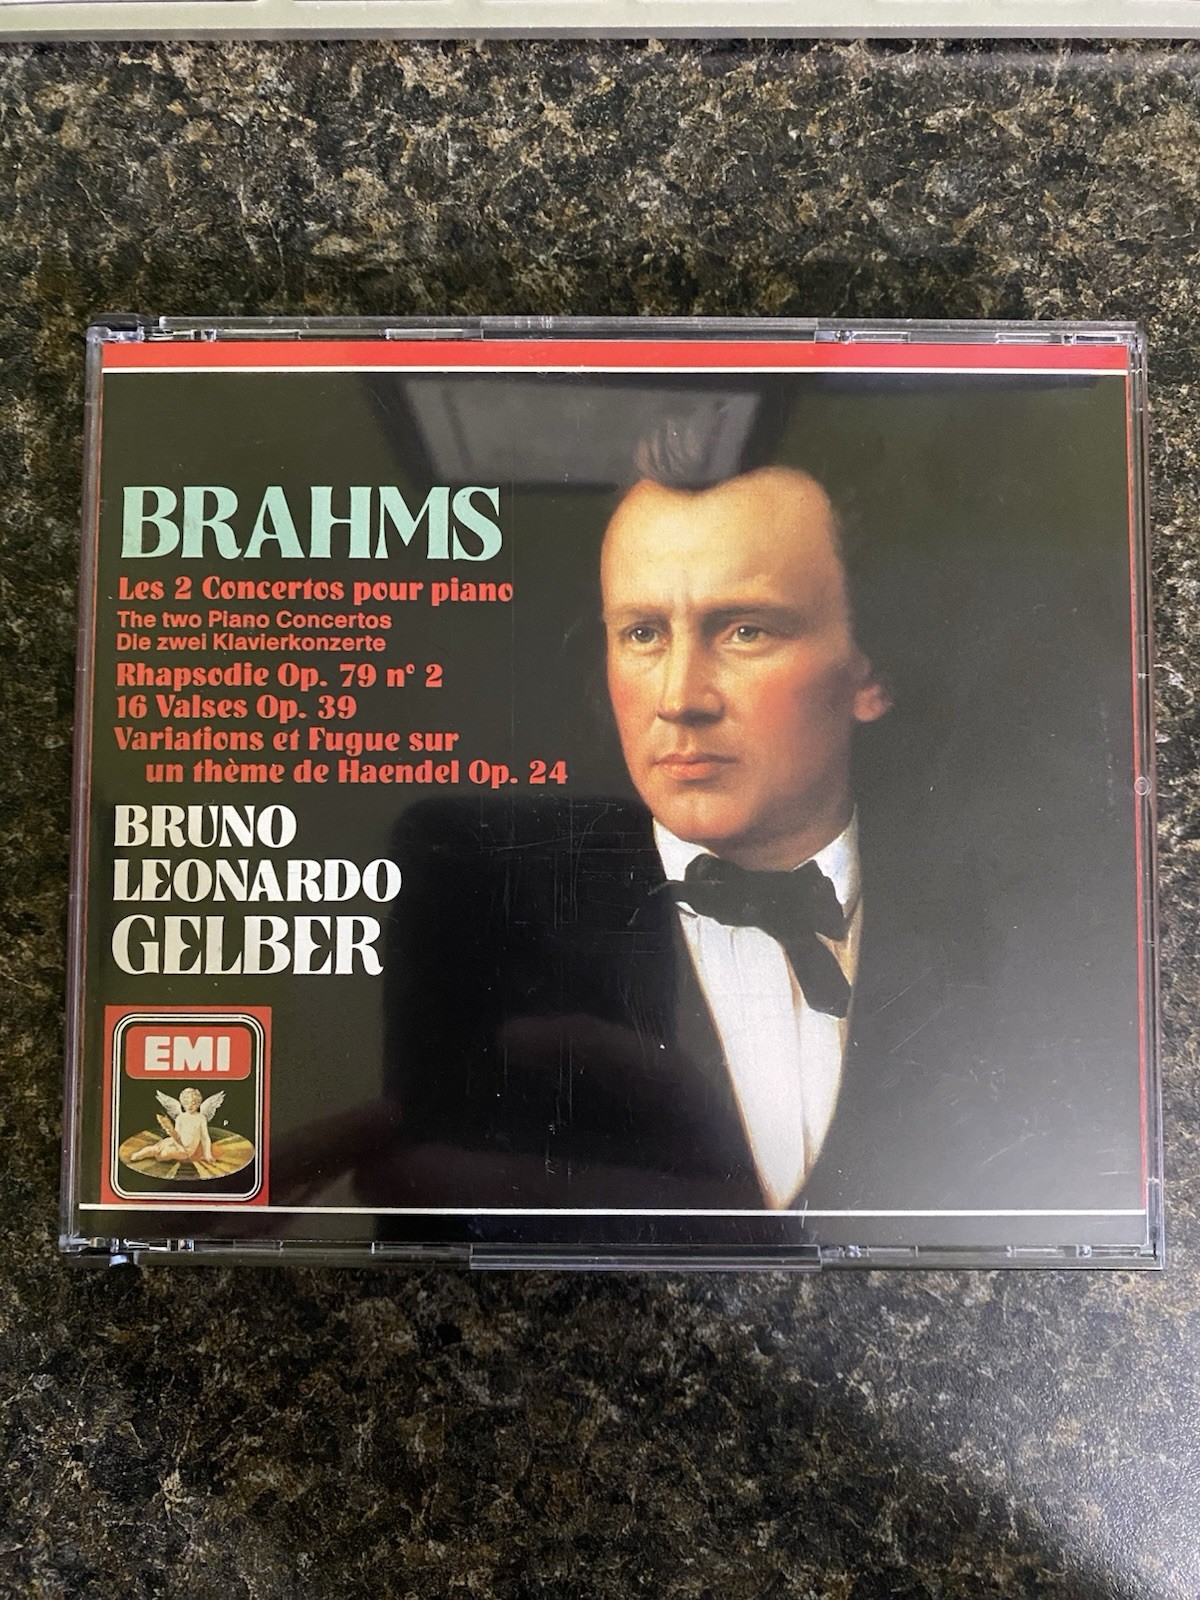 BRAHMS
Les 2 Concertos pour piano
The two Piano Concertos
Die zwei Klavierkonzerte
Rhapsodie Op. 79 n° 2
16 Valses Op. 39
Variations et Fugue sur
un thème de Haendel Op. 24
BRUNO
LEONARDO
GELBER
EMI
P